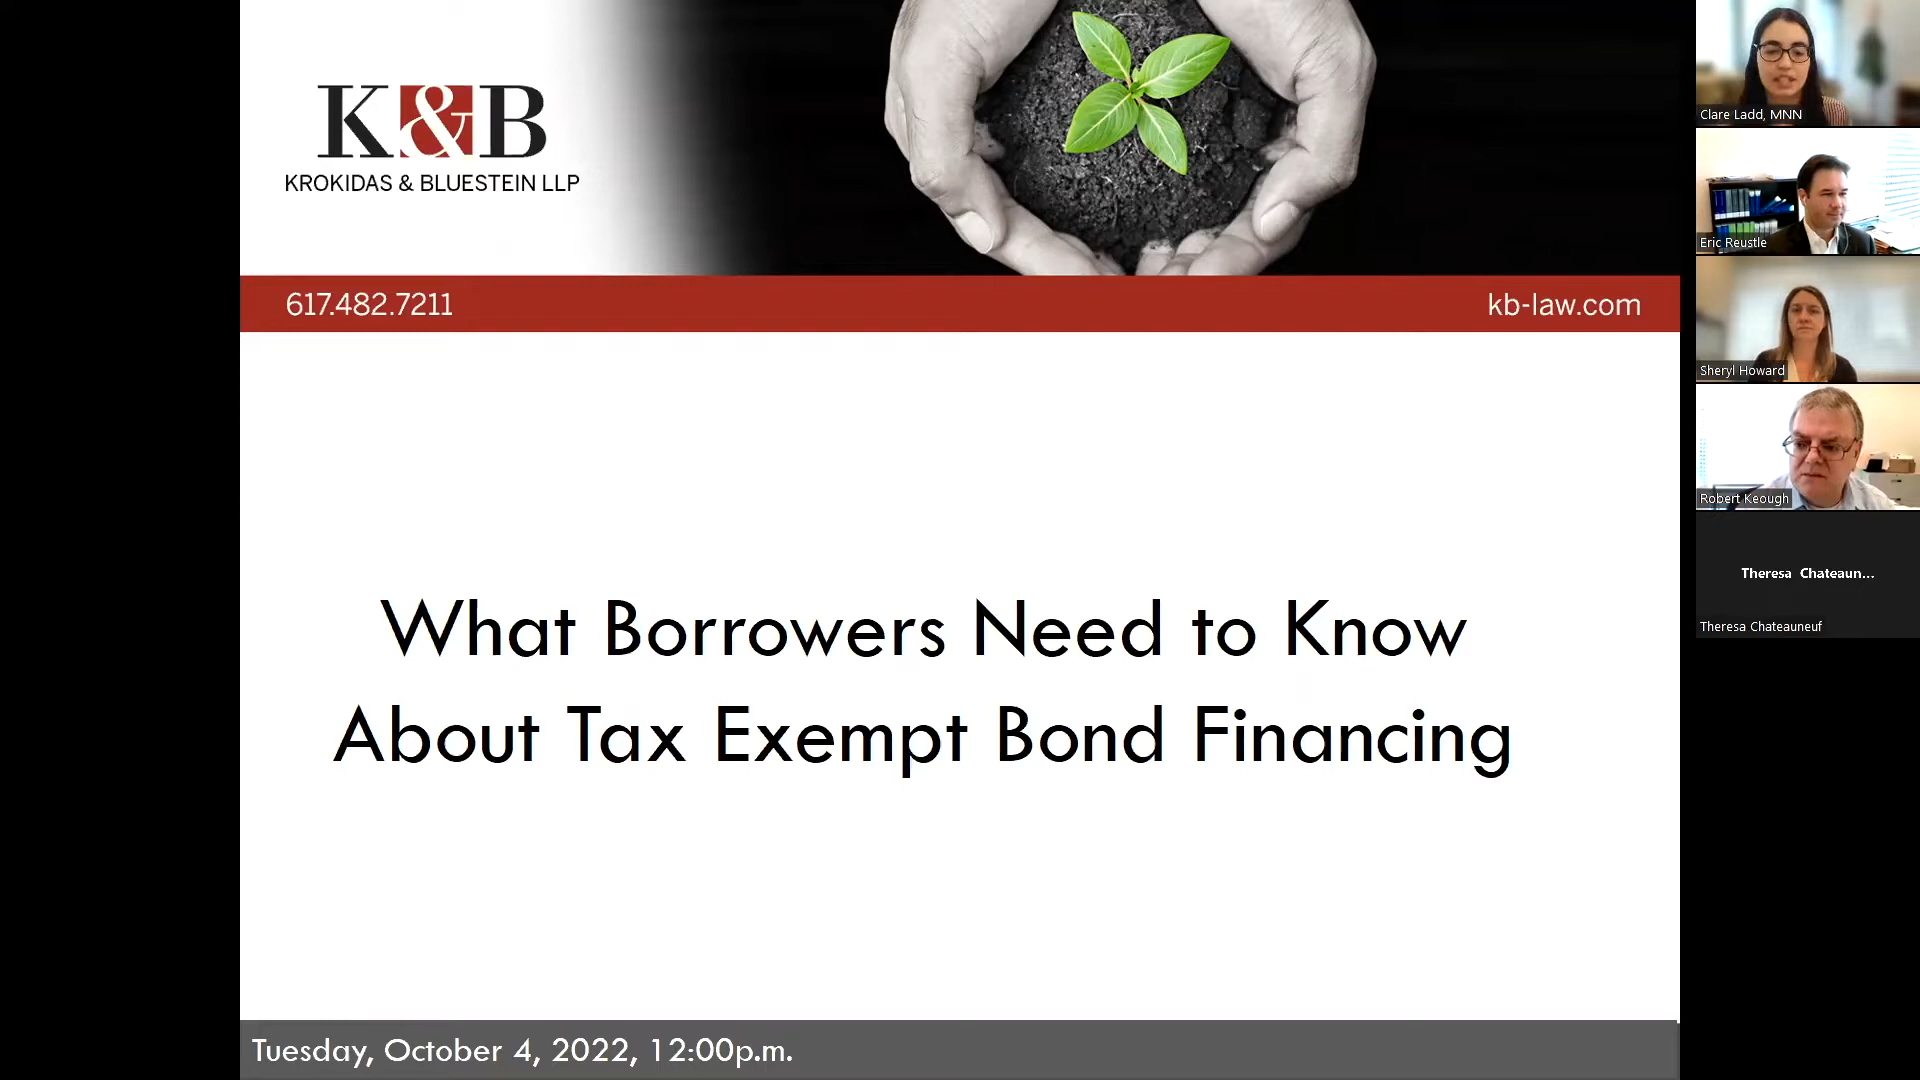 K&B
KROKIDAS & BLUESTEIN LLP
617.482.7211
kb-law.com
What Borrowers Need to Know
About Tax Exempt Bond Financing
Tuesday, October 4, 2022, 12:00p.m.
Clare Ladd, MNN
Eric Reustle
Sheryl Howard
Robert Keough
Theresa Chateaun...
Theresa Chateauneuf